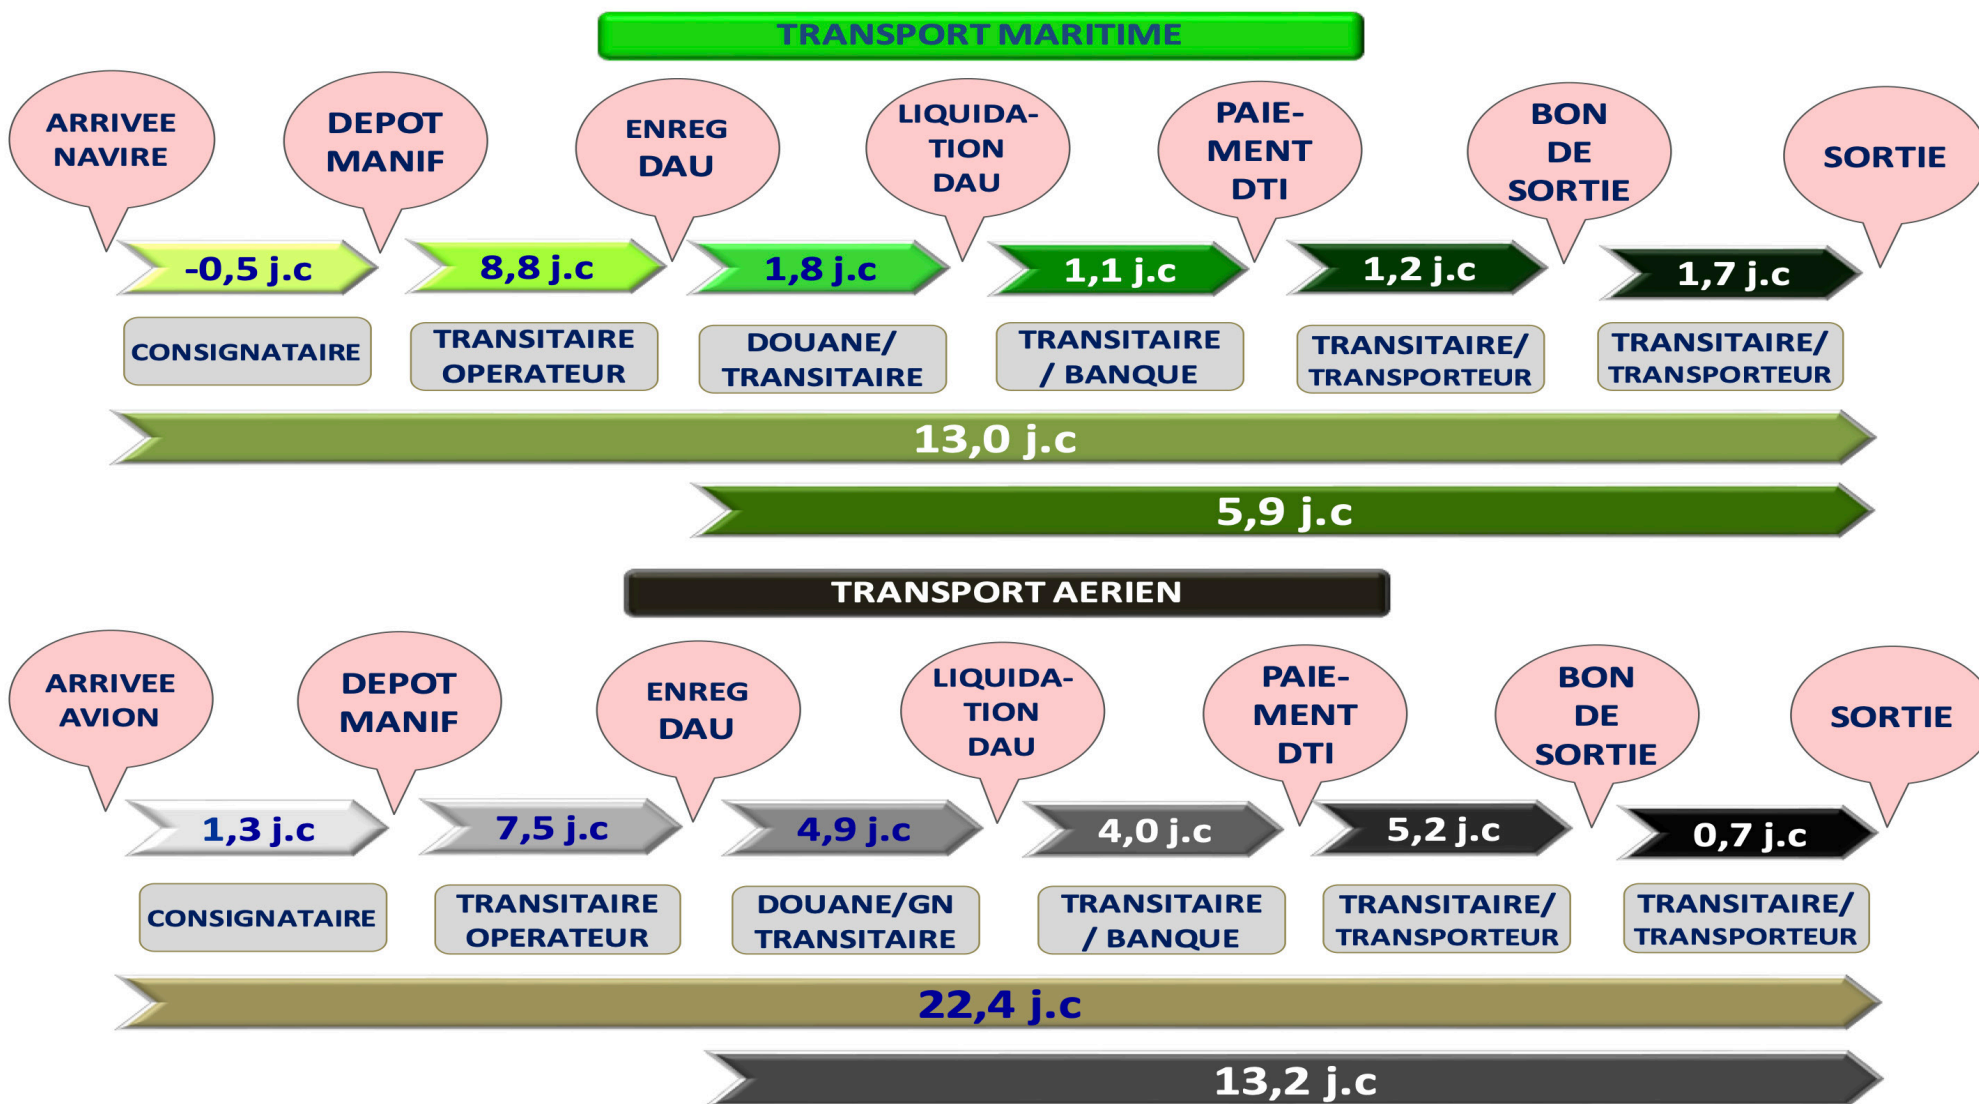 TRANSPORT MARITIME
ARRIVEE
NAVIRE
DEPOT
MANIF
ENREG
DAU
LIQUIDA-
TION
DAU
PAIE-
MENT
DTI
BON
DE
SORTIE
SORTIE
-0,5 j.c
8,8 j.c
1,8 j.c
1,1 j.c
1,2 j.c
1,7 j.c
CONSIGNATAIRE
TRANSITAIRE
OPERATEUR
DOUANE/
TRANSITAIRE
TRANSITAIRE
/ BANQUE
TRANSITAIRE/
TRANSPORTEUR
TRANSITAIRE/
TRANSPORTEUR
13,0 j.c
5,9 j.c
TRANSPORT AERIEN
ARRIVEE
AVION
DEPOT
MANIF
ENREG
DAU
LIQUIDA-
TION
DAU
PAIE-
MENT
DTI
BON
DE
SORTIE
SORTIE
1,3 j.c
7,5 j.c
4,9 j.c
4,0 j.c
5,2 j.c
0,7 j.c
CONSIGNATAIRE
TRANSITAIRE
OPERATEUR
DOUANE/GN
TRANSITAIRE
TRANSITAIRE
/ BANQUE
TRANSITAIRE/
TRANSPORTEUR
TRANSITAIRE/
TRANSPORTEUR
22,4 j.c
13,2 j.c